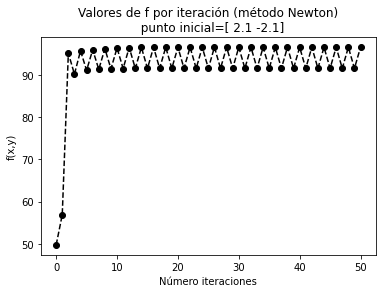 Valores de f por iteración (método Newton)
punto inicial=[ 2.1 -2.1]
90
80
70
60
50
f(x,y)
0
10
20
30
40
50
Número iteraciones